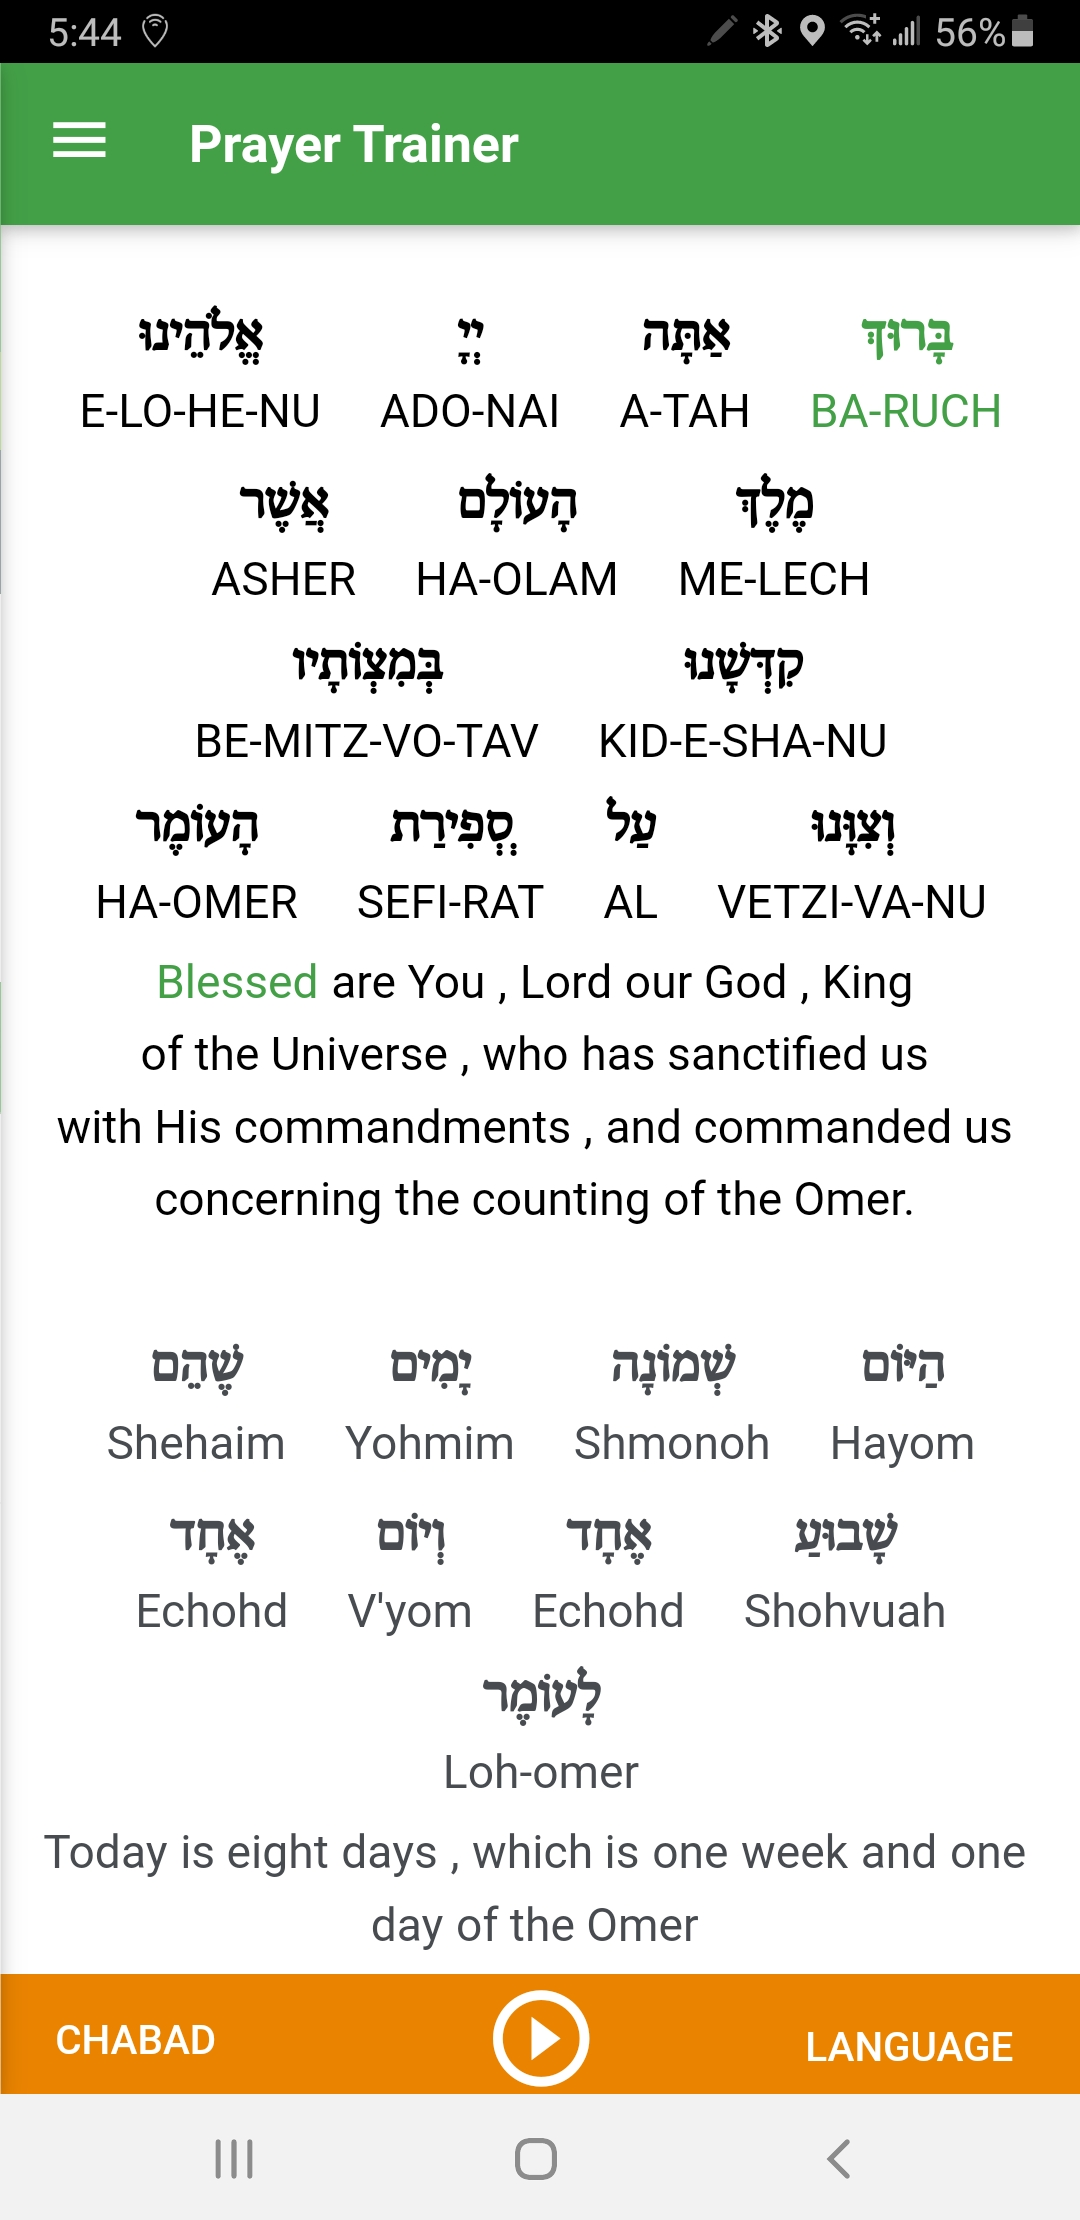 5:44 56%
Prayer Trainer
בָּרוּךְ אַתָּה יְיָ אֱלֹהֵינוּ
E-LO-HE-NU ADO-NAI A-TAH BA-RUCH
מֶלֶךְ הָעוֹלָם אֲשֶׁר
ASHER HA-OLAM ME-LECH
קִדְּשָׁנוּ בְּמִצְוֹתָיו
BE-MITZ-VO-TAV KID-E-SHA-NU
וְצִוָּנוּ עַל סְפִירַת הָעוֹמֶר
HA-OMER SEFI-RAT AL VETZI-VA-NU
Blessed are You , Lord our God , King
of the Universe , who has sanctified us
with His commandments , and commanded us
concerning the counting of the Omer.
הַיּוֹם שְׁמוֹנָה יָמִים שֶׁהֵם
Shehaim Yohmim Shmonoh Hayom
שָׁבוּעַ אֶחָד וְיוֹם אֶחָד
Echohd V'yom Echohd Shohvuah
לָעוֹמֶר
Loh-omer
Today is eight days , which is one week and one
day of the Omer
CHABAD LANGUAGE